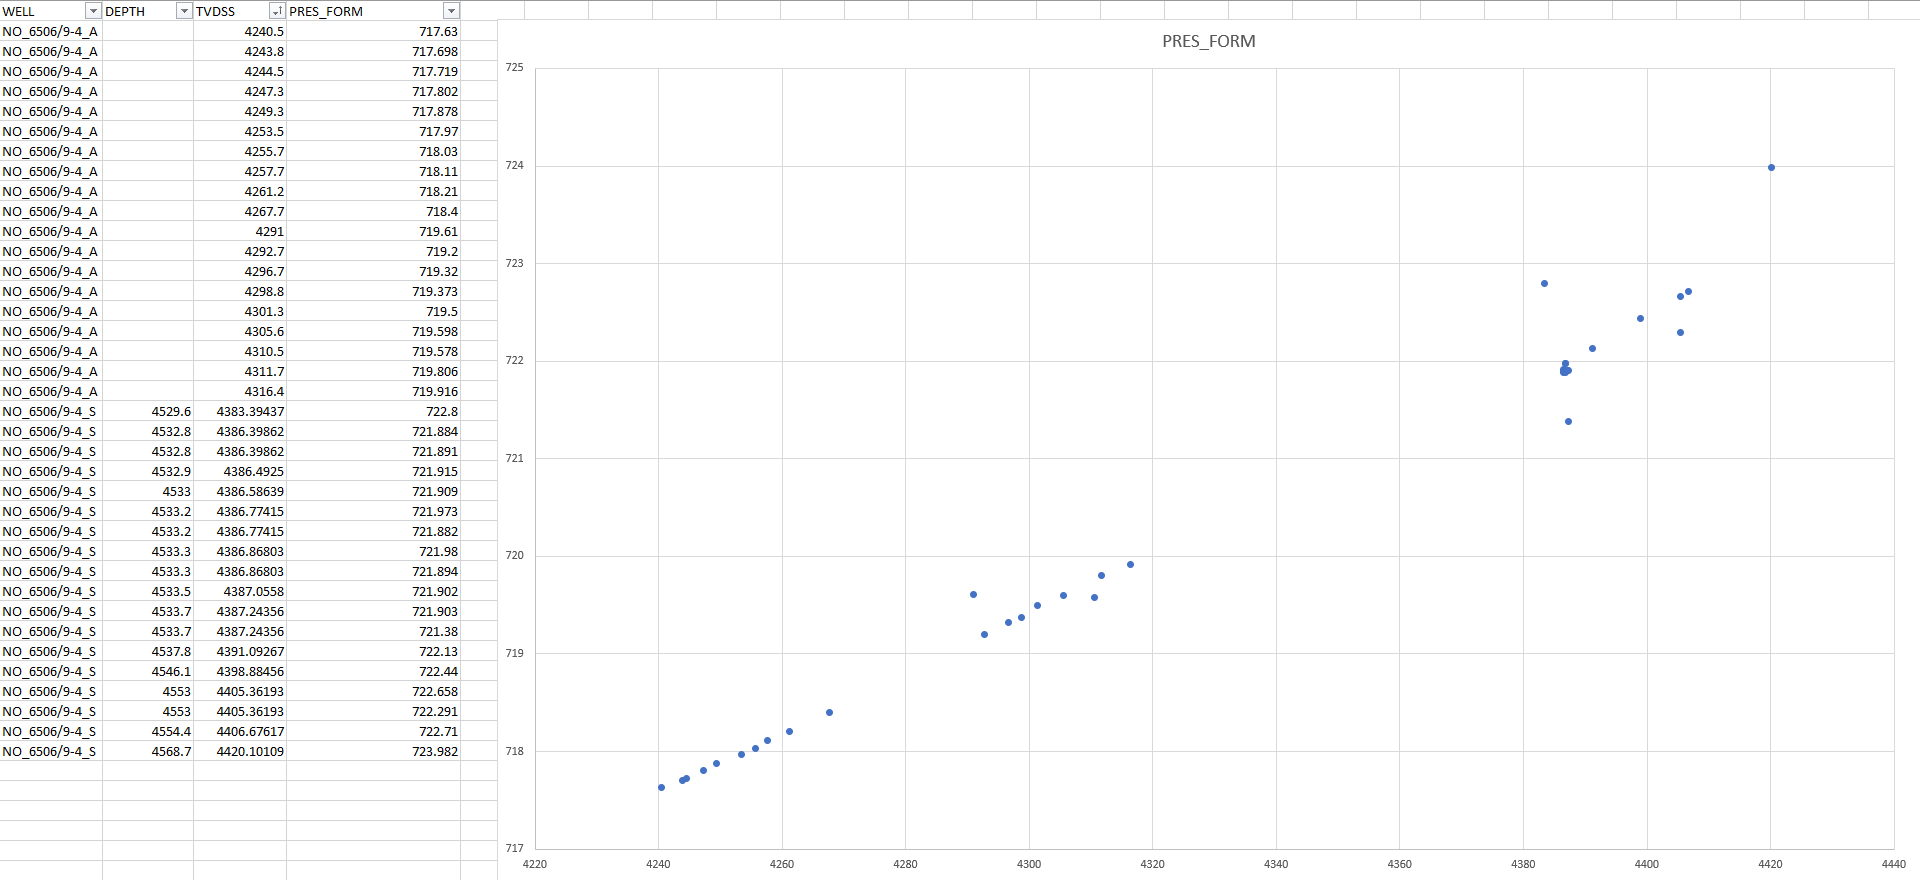 WELL DEPTH TVDSS PRES_FORM
NO_6506/9-4_A 4240.5 717.63
NO_6506/9-4_A 4243.8 717.698
NO_6506/9-4_A 4244.5 717.719
NO_6506/9-4_A 4247.3 717.802
NO_6506/9-4_A 4249.3 717.878
NO_6506/9-4_A 4253.5 717.97
NO_6506/9-4_A 4255.7 718.03
NO_6506/9-4_A 4257.7 718.11
NO_6506/9-4_A 4261.2 718.21
NO_6506/9-4_A 4267.7 718.4
NO_6506/9-4_A 4291 719.61
NO_6506/9-4_A 4292.7 719.2
NO_6506/9-4_A 4296.7 719.32
NO_6506/9-4_A 4298.8 719.373
NO_6506/9-4_A 4301.3 719.5
NO_6506/9-4_A 4305.6 719.598
NO_6506/9-4_A 4310.5 719.578
NO_6506/9-4_A 4311.7 719.806
NO_6506/9-4_A 4316.4 719.916
NO_6506/9-4_S 4529.6 4383.39437 722.8
NO_6506/9-4_S 4532.8 4386.39862 721.884
NO_6506/9-4_S 4532.8 4386.39862 721.891
NO_6506/9-4_S 4532.9 4386.4925 721.915
NO_6506/9-4_S 4533 4386.58639 721.909
NO_6506/9-4_S 4533.2 4386.77415 721.973
NO_6506/9-4_S 4533.2 4386.77415 721.882
NO_6506/9-4_S 4533.3 4386.86803 721.98
NO_6506/9-4_S 4533.3 4386.86803 721.894
NO_6506/9-4_S 4533.5 4387.0558 721.902
NO_6506/9-4_S 4533.7 4387.24356 721.903
NO_6506/9-4_S 4533.7 4387.24356 721.38
NO_6506/9-4_S 4537.8 4391.09267 722.13
NO_6506/9-4_S 4546.1 4398.88456 722.44
NO_6506/9-4_S 4553 4405.36193 722.658
NO_6506/9-4_S 4553 4405.36193 722.291
NO_6506/9-4_S 4554.4 4406.67617 722.71
NO_6506/9-4_S 4568.7 4420.10109 723.982
PRES_FORM
725
724
723
722
721
720
719
718
717
4220 4240 4260 4280 4300 4320 4340 4360 4380 4400 4420 4440